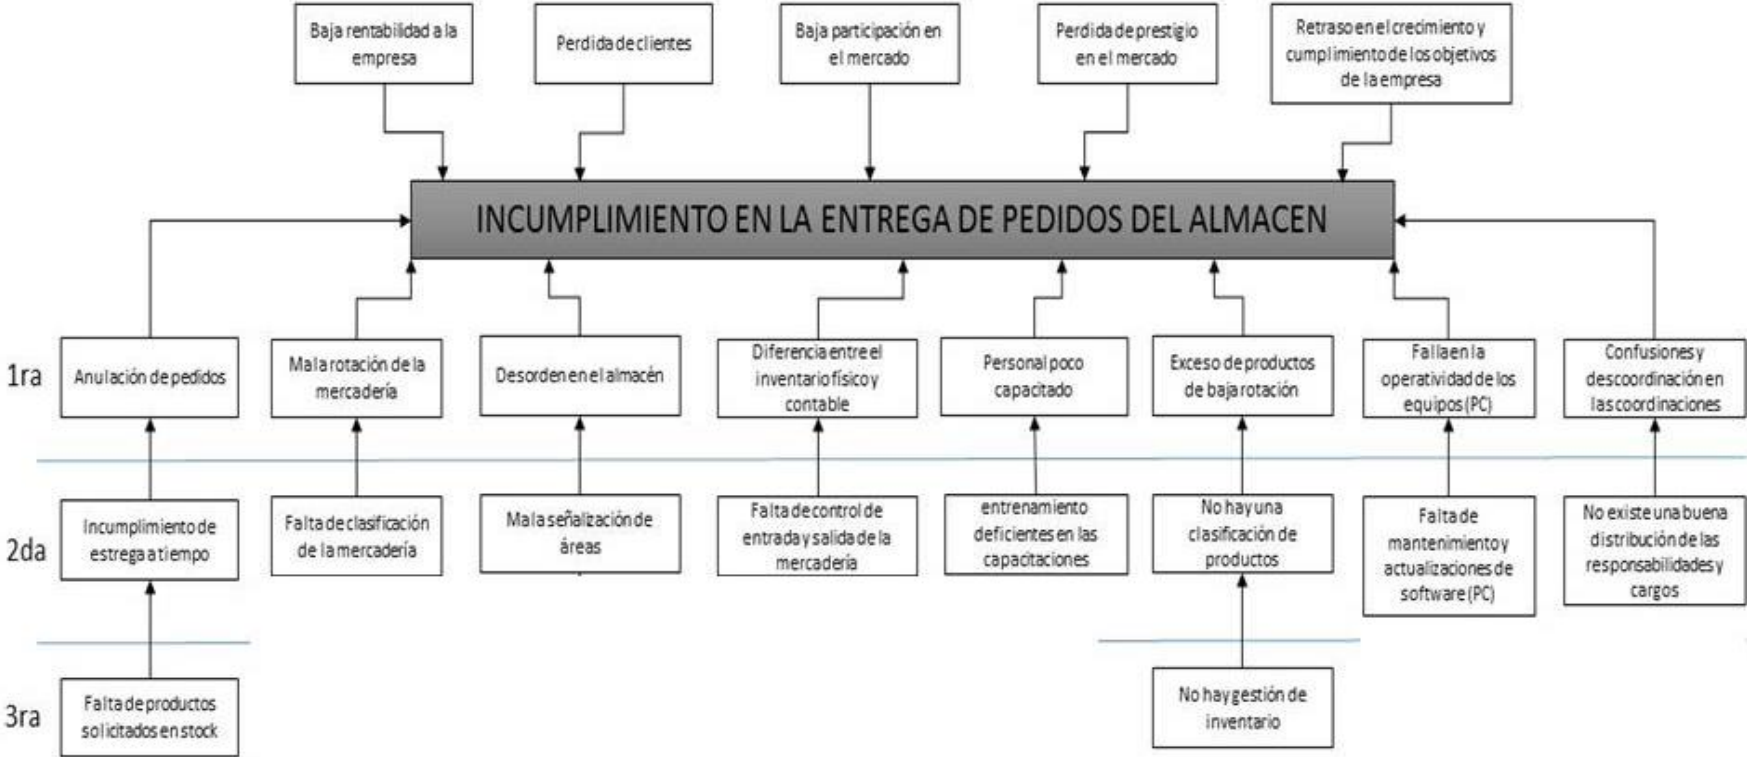 Baja rentabilidad a la
empresa
Perdida de clientes
Baja participación en
el mercado
Perdida de prestigio
en el mercado
Retraso en el crecimiento y
cumplimiento de los objetivos
de la empresa
INCUMPLIMIENTO EN LA ENTREGA DE PEDIDOS DEL ALMACEN
1ra
Anulación de pedidos
Mala rotación de la
mercadería
Desorden en el almacén
Diferencia entre el
inventario físico y
contable
Personal poco
capacitado
Exceso de productos
de baja rotación
Falla en la
operatividad de los
equipos (PC)
Confusiones y
descoordinación en
las coordinaciones
2da
Incumplimiento de
estrega a tiempo
Falta de clasificación
de la mercadería
Mala señalización de
áreas
Falta de control de
entrada y salida de la
mercadería
entrenamiento
deficientes en las
capacitaciones
No hay una
clasificación de
productos
Falta de
mantenimiento y
actualizaciones de
software (PC)
No existe una buena
distribución de las
responsabilidades y
cargos
3ra
Falta de productos
solicitados en stock
No hay gestión de
inventario